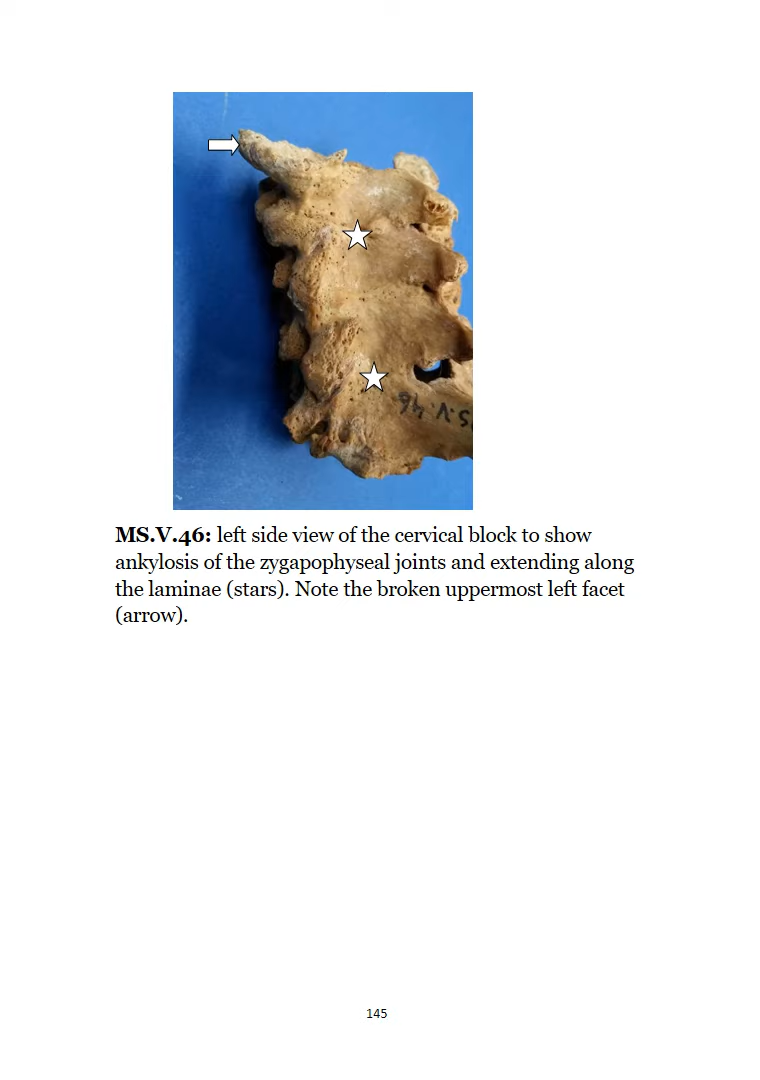 S.V.46
MS.V.46: left side view of the cervical block to show
ankylosis of the zygapophyseal joints and extending along
the laminae (stars). Note the broken uppermost left facet
(arrow).
145